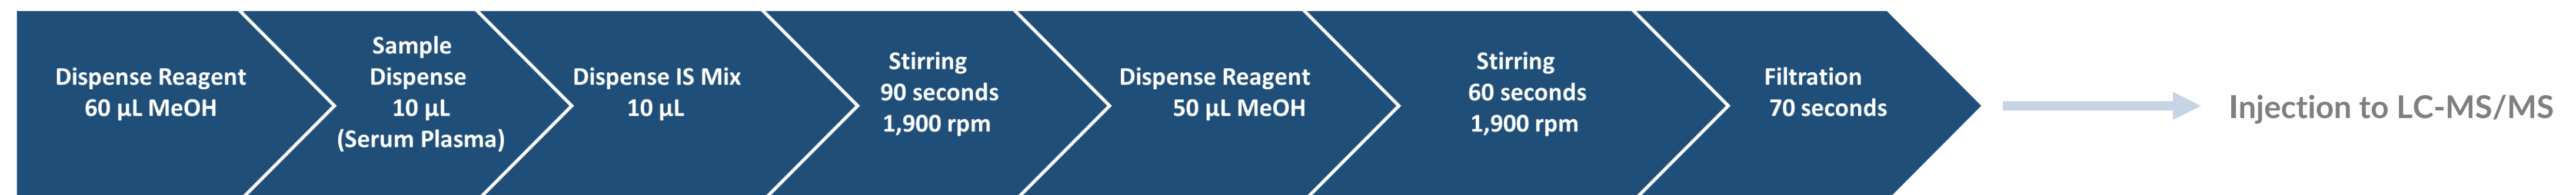 Dispense Reagent
60 µL MeOH
Sample
Dispense
10 µL
(Serum Plasma)
Dispense IS Mix
10 µL
Stirring
90 seconds
1,900 rpm
Dispense Reagent
50 µL MeOH
Stirring
60 seconds
1,900 rpm
Filtration
70 seconds
Injection to LC-MS/MS